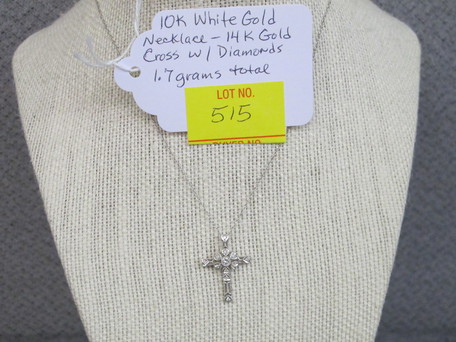 10K White Gold
Necklace - 14K Gold
Cross w/ Diamonds
1.7 grams total
LOT NO.
515